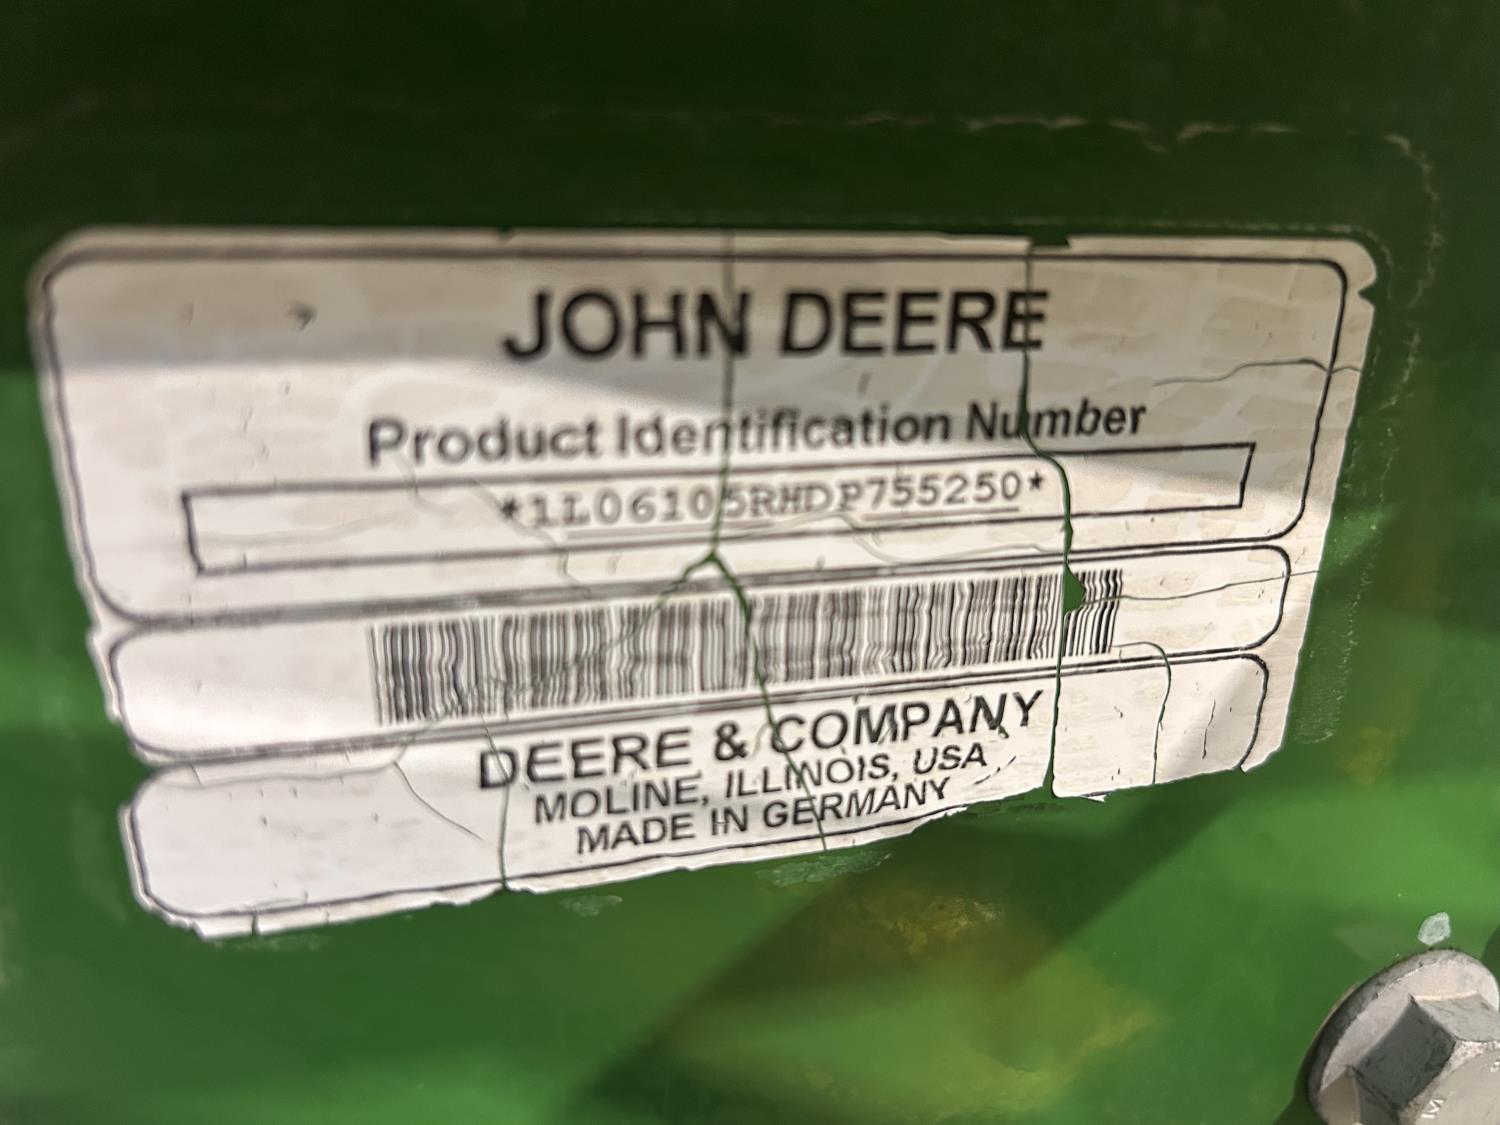 JOHN DEERE
Product Identification Number
*1L06105RHDP755250*
DEERE & COMPANY
MOLINE, ILLINOIS, USA
MADE IN GERMANY